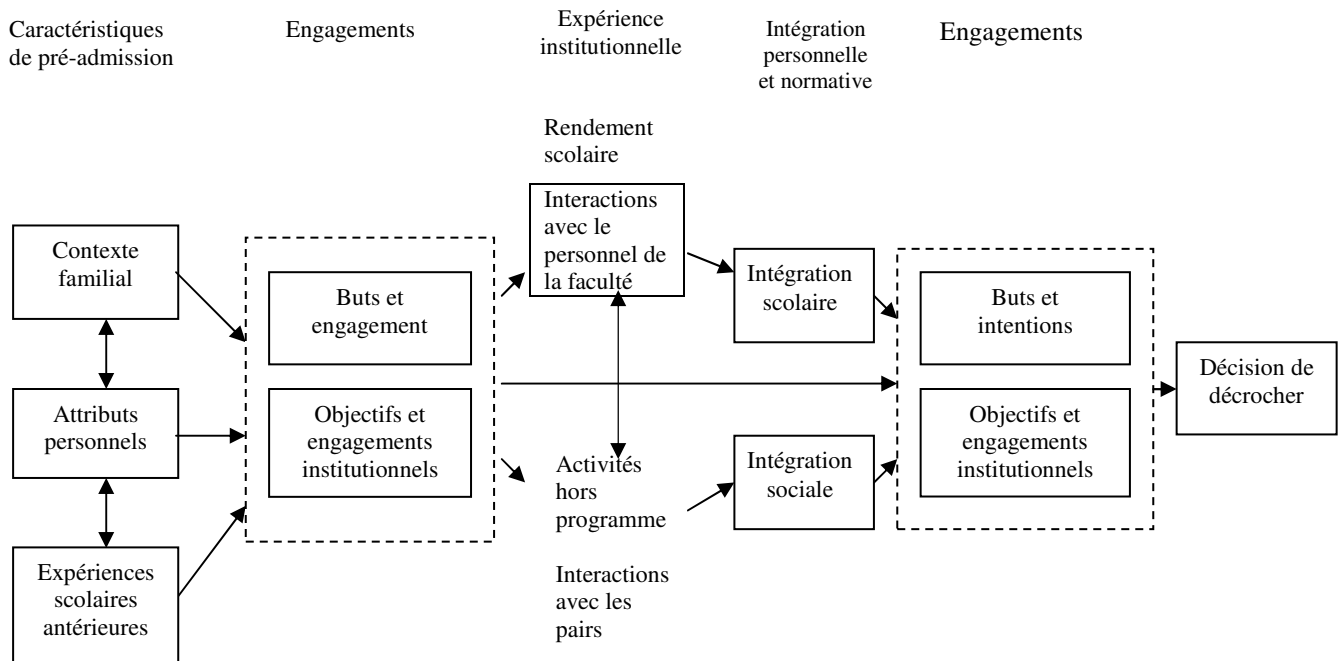 Caractéristiques
de pré-admission
Engagements
Expérience
institutionnelle
Intégration
personnelle
et normative
Engagements
Rendement
scolaire
Interactions
avec le
personnel de
la faculté
Contexte
familial
Attributs
personnels
Expériences
scolaires
antérieures
Buts et
engagement
Objectifs et
engagements
institutionnels
Activités
hors
programme
Interactions
avec les
pairs
Intégration
scolaire
Intégration
sociale
Buts et
intentions
Objectifs et
engagements
institutionnels
Décision de
décrocher